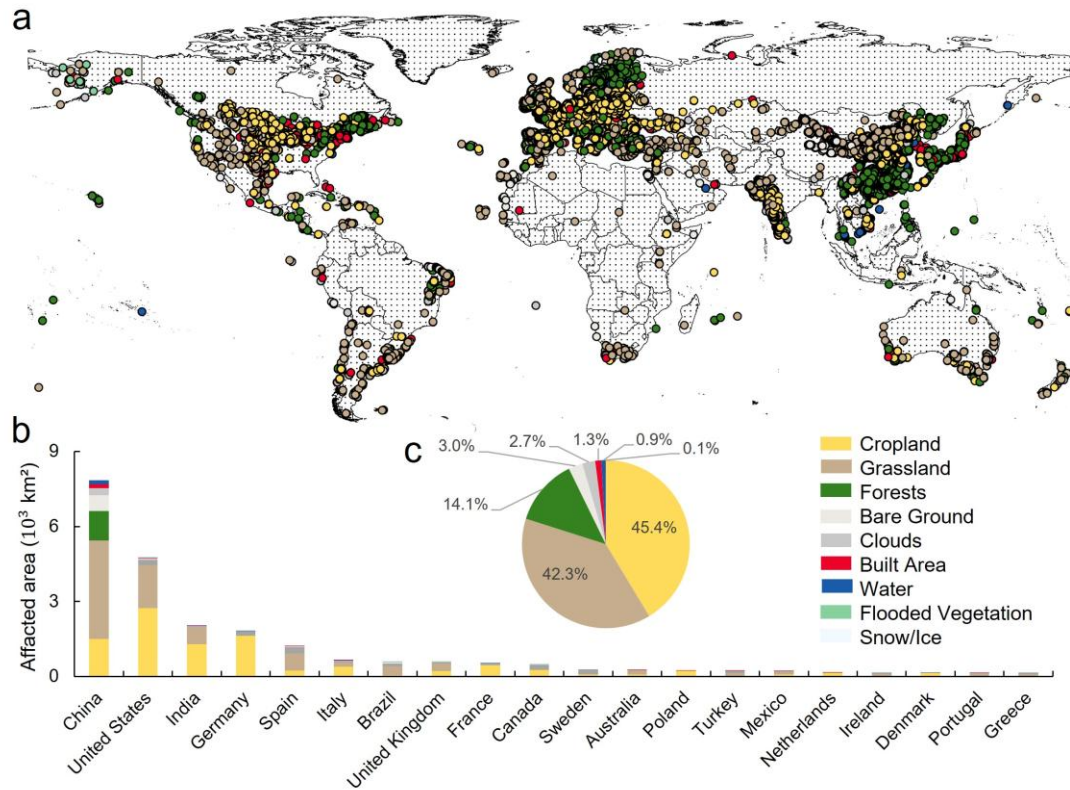 a
b
c
9
6
3
0
Affacted area (10³ km²)
3.0%
2.7%
1.3%
0.9%
0.1%
14.1%
45.4%
42.3%
Cropland
Grassland
Forests
Bare Ground
Clouds
Built Area
Water
Flooded Vegetation
Snow/Ice
China
United States
India
Germany
Spain
Italy
Brazil
United Kingdom
France
Canada
Sweden
Australia
Poland
Turkey
Mexico
Netherlands
Ireland
Denmark
Portugal
Greece